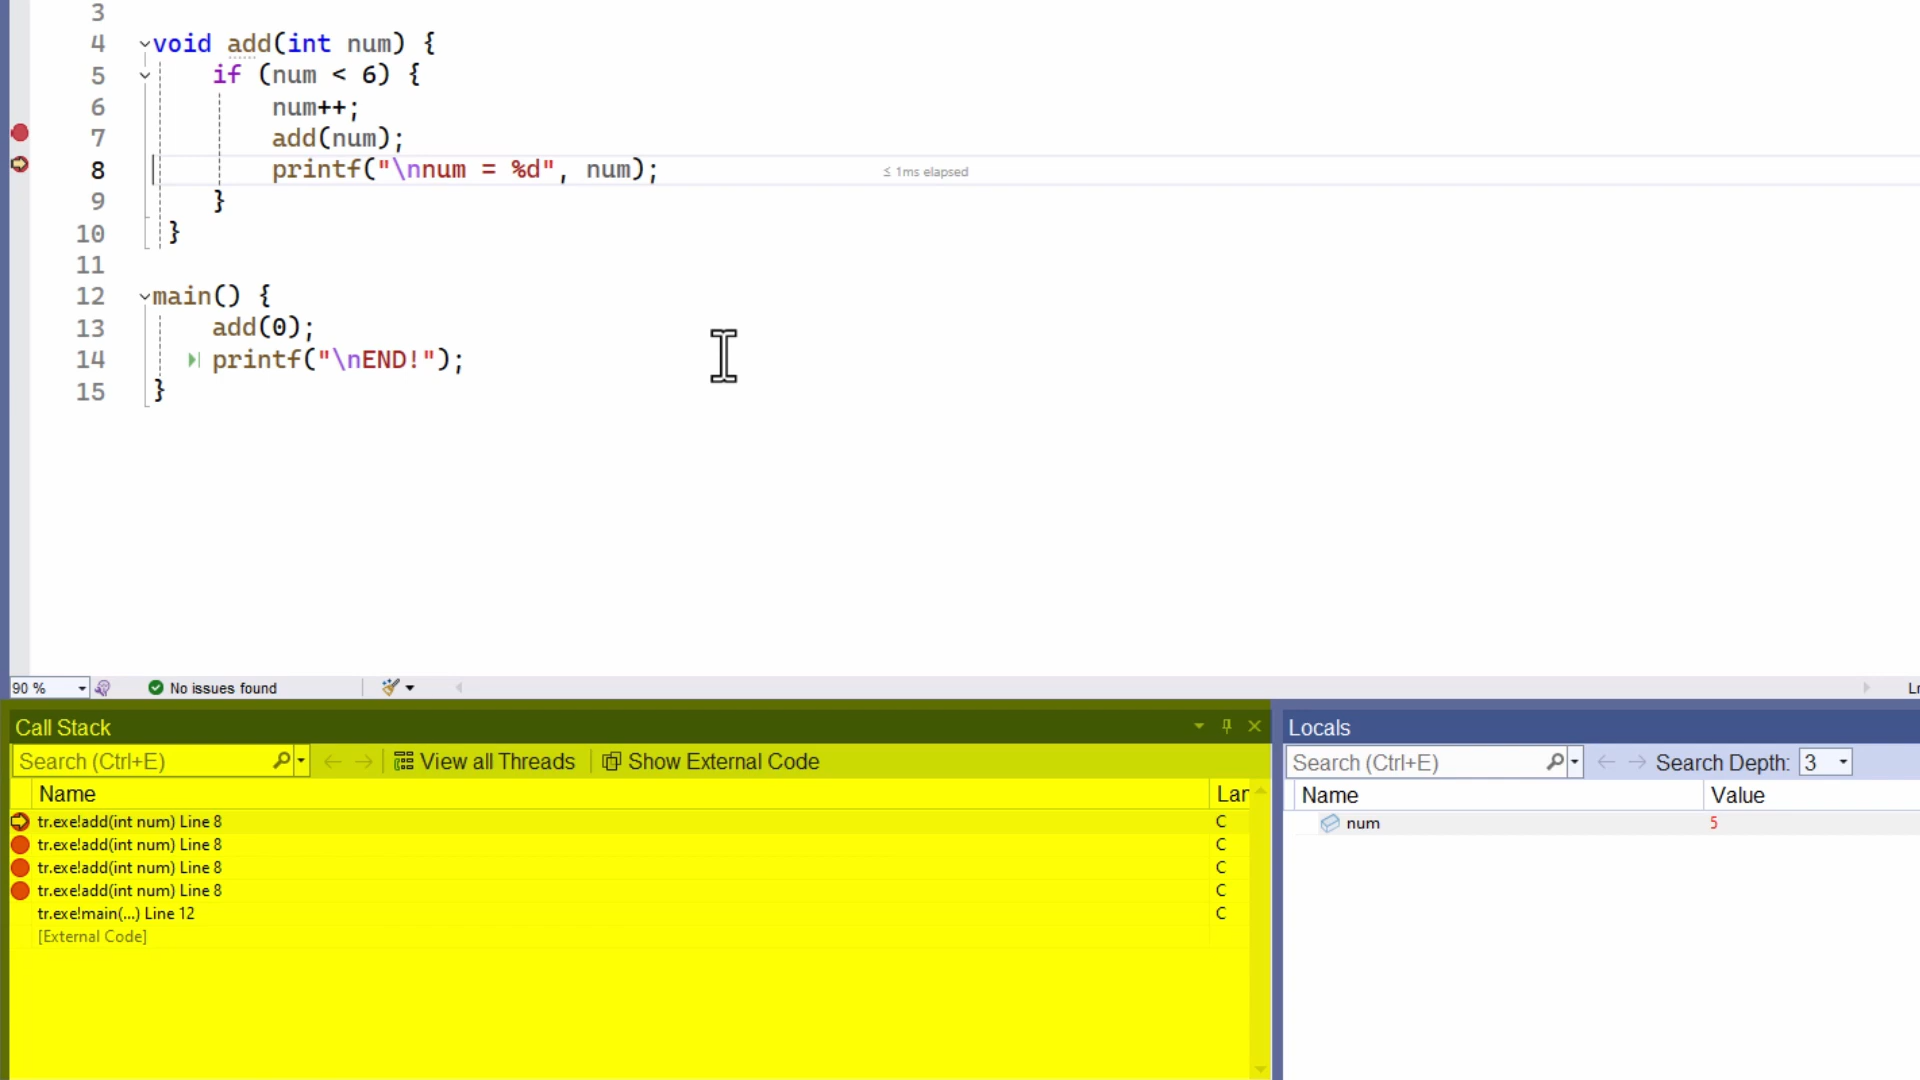 3
4 void add(int num) {
5 if (num < 6) {
6 num++;
7 add(num);
8 printf("\nnum = %d", num); ≤ 1ms elapsed
9 }
10 }
11
12 main() {
13 add(0);
14 printf("\nEND!");
15 }
90 % No issues found Ln
Call Stack
Search (Ctrl+E) View all Threads Show External Code
Name Lan
tr.exe!add(int num) Line 8 C
tr.exe!add(int num) Line 8 C
tr.exe!add(int num) Line 8 C
tr.exe!add(int num) Line 8 C
tr.exe!main(...) Line 12 C
[External Code]
Locals
Search (Ctrl+E) Search Depth: 3
Name Value
num 5